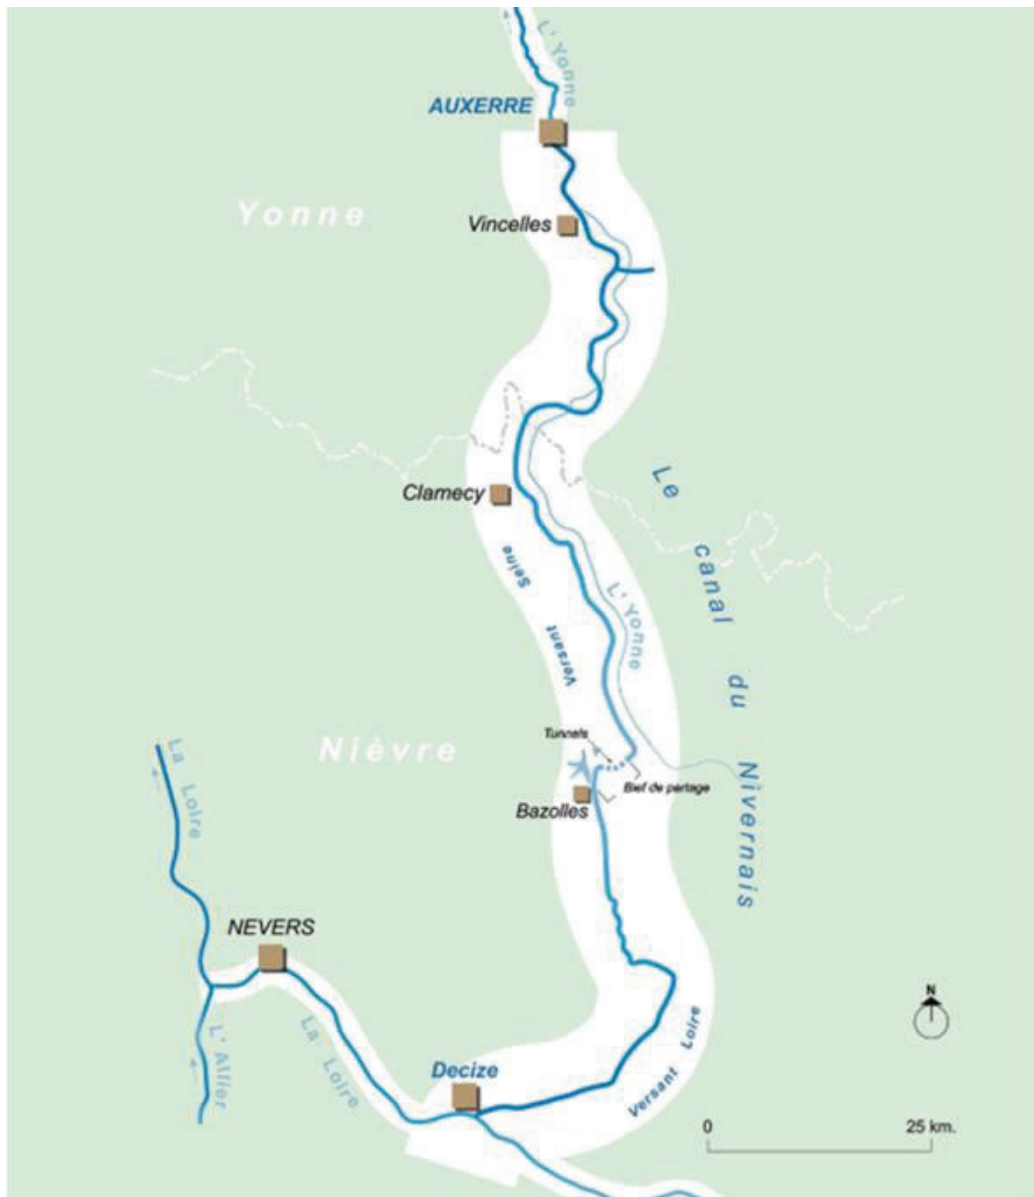 L' Yonne
AUXERRE
Yonne
Vincelles
Clamecy
Le canal du Nivernais
Versant Seine
L' Yonne
Tunnels
Nièvre
Bief de partage
Bazolles
La Loire
NEVERS
N
La Loire
L' Allier
Decize
Versant Loire
0 25 km.